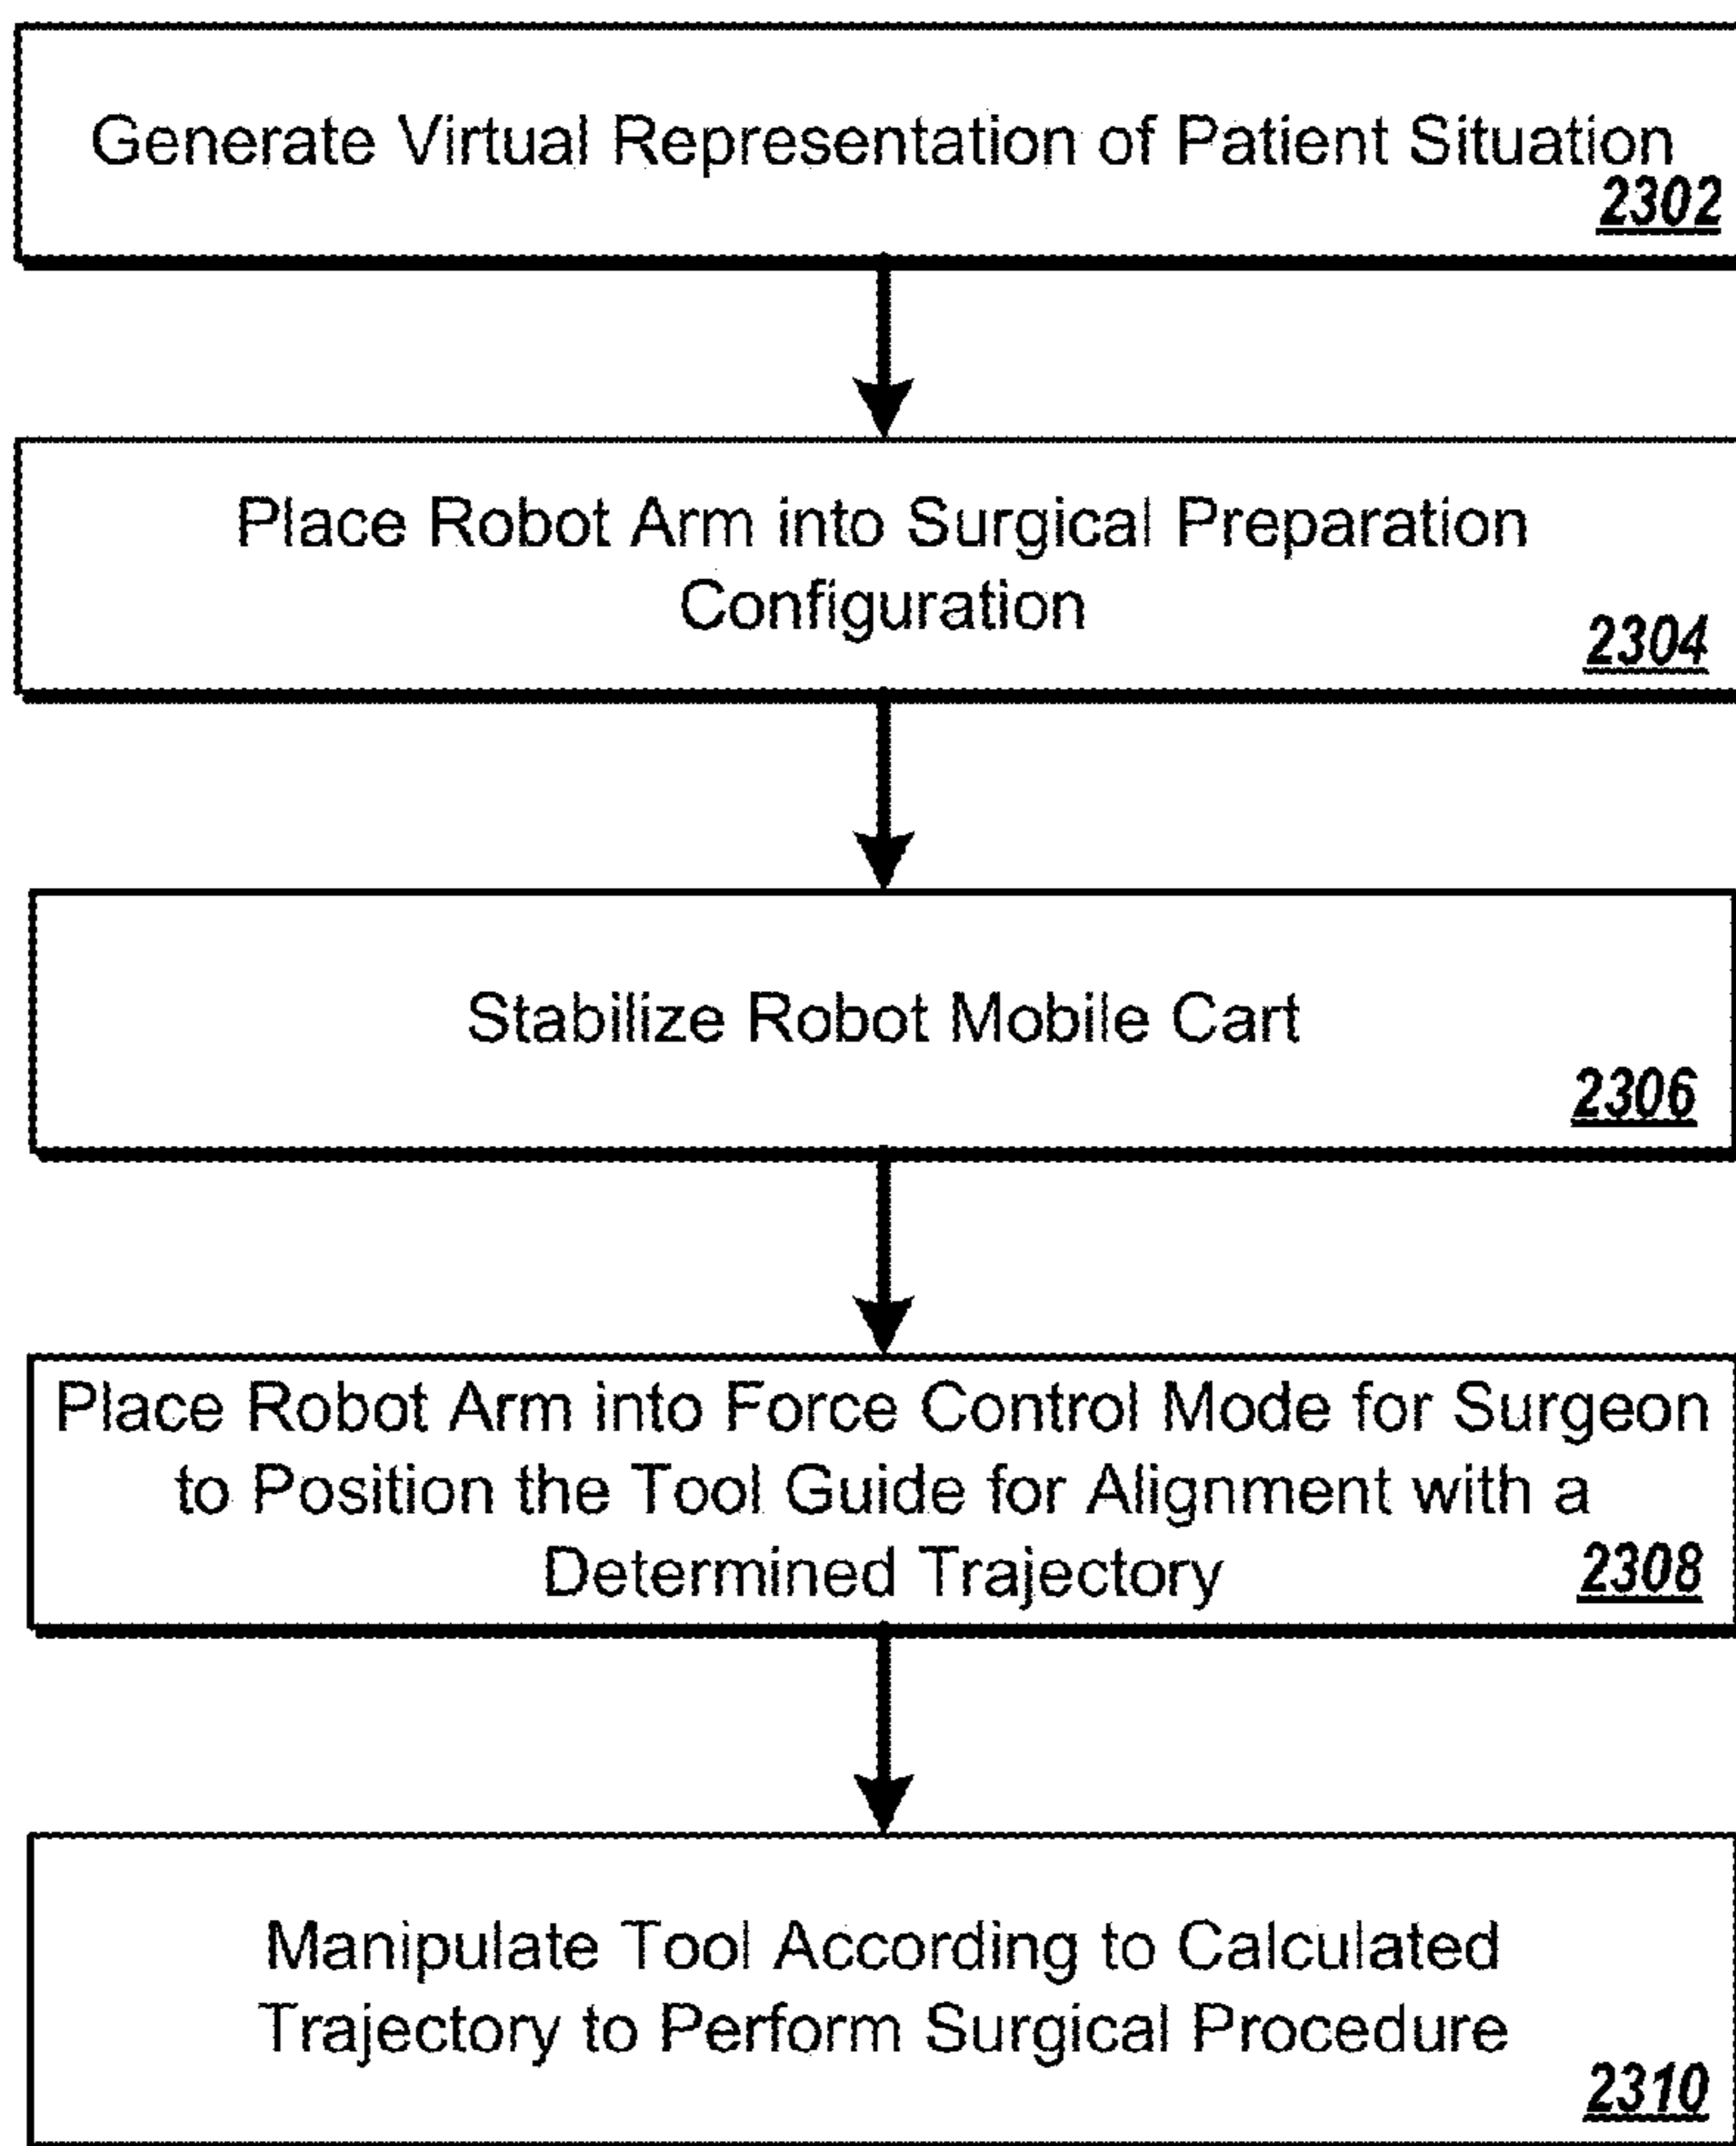 Generate Virtual Representation of Patient Situation
2302
Place Robot Arm into Surgical Preparation
Configuration
2304
Stabilize Robot Mobile Cart
2306
Place Robot Arm into Force Control Mode for Surgeon
to Position the Tool Guide for Alignment with a
Determined Trajectory
2308
Manipulate Tool According to Calculated
Trajectory to Perform Surgical Procedure
2310